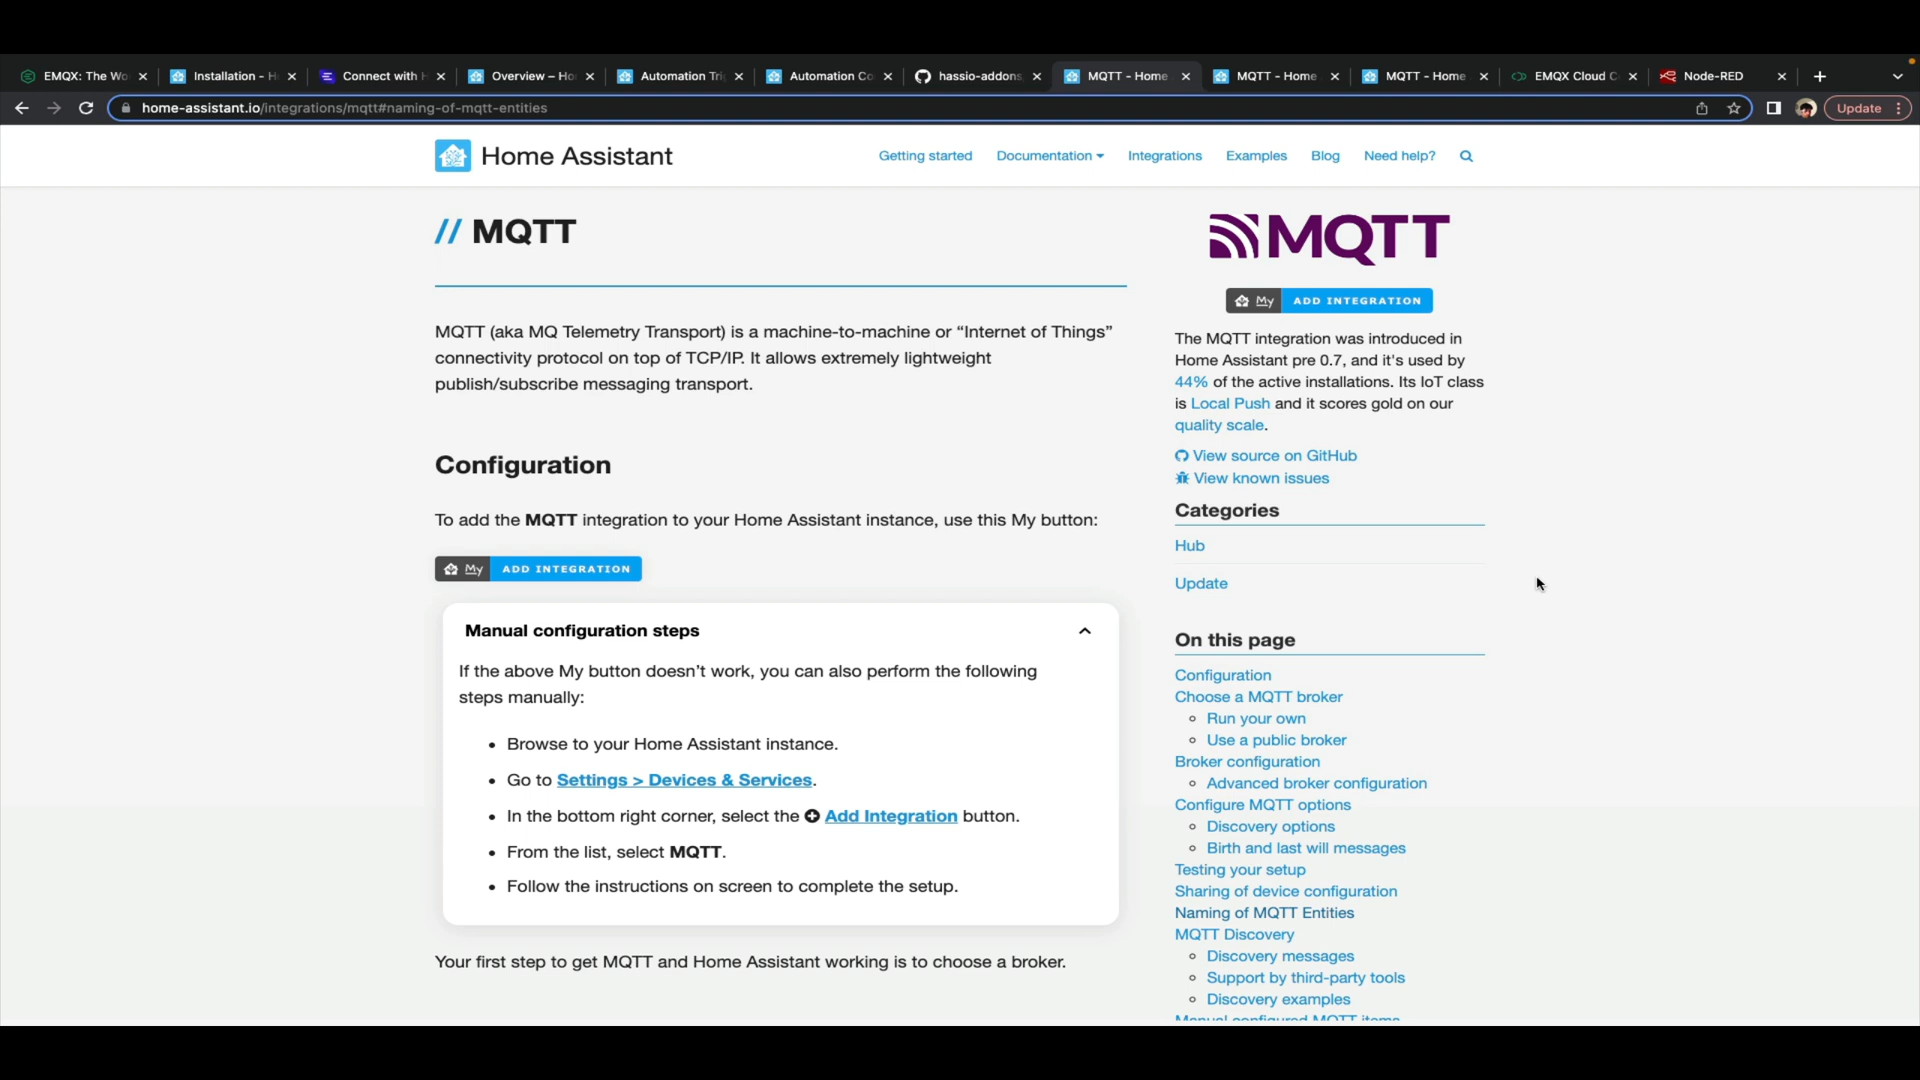 EMQX: The Wo
Installation - H
Connect with H
Overview – Ho
Automation Tri
Automation Co
hassio-addons
MQTT - Home
MQTT - Home
MQTT - Home
EMQX Cloud C
Node-RED
home-assistant.io/integrations/mqtt#naming-of-mqtt-entities
Update
Home Assistant
Getting started
Documentation
Integrations
Examples
Blog
Need help?
// MQTT
MQTT (aka MQ Telemetry Transport) is a machine-to-machine or “Internet of Things”
connectivity protocol on top of TCP/IP. It allows extremely lightweight
publish/subscribe messaging transport.
Configuration
To add the MQTT integration to your Home Assistant instance, use this My button:
My ADD INTEGRATION
Manual configuration steps
If the above My button doesn’t work, you can also perform the following
steps manually:
• Browse to your Home Assistant instance.
• Go to Settings > Devices & Services.
• In the bottom right corner, select the Add Integration button.
• From the list, select MQTT.
• Follow the instructions on screen to complete the setup.
Your first step to get MQTT and Home Assistant working is to choose a broker.
MQTT
My ADD INTEGRATION
The MQTT integration was introduced in
Home Assistant pre 0.7, and it's used by
44% of the active installations. Its IoT class
is Local Push and it scores gold on our
quality scale.
View source on GitHub
View known issues
Categories
Hub
Update
On this page
Configuration
Choose a MQTT broker
Run your own
Use a public broker
Broker configuration
Advanced broker configuration
Configure MQTT options
Discovery options
Birth and last will messages
Testing your setup
Sharing of device configuration
Naming of MQTT Entities
MQTT Discovery
Discovery messages
Support by third-party tools
Discovery examples
Manual configured MQTT items